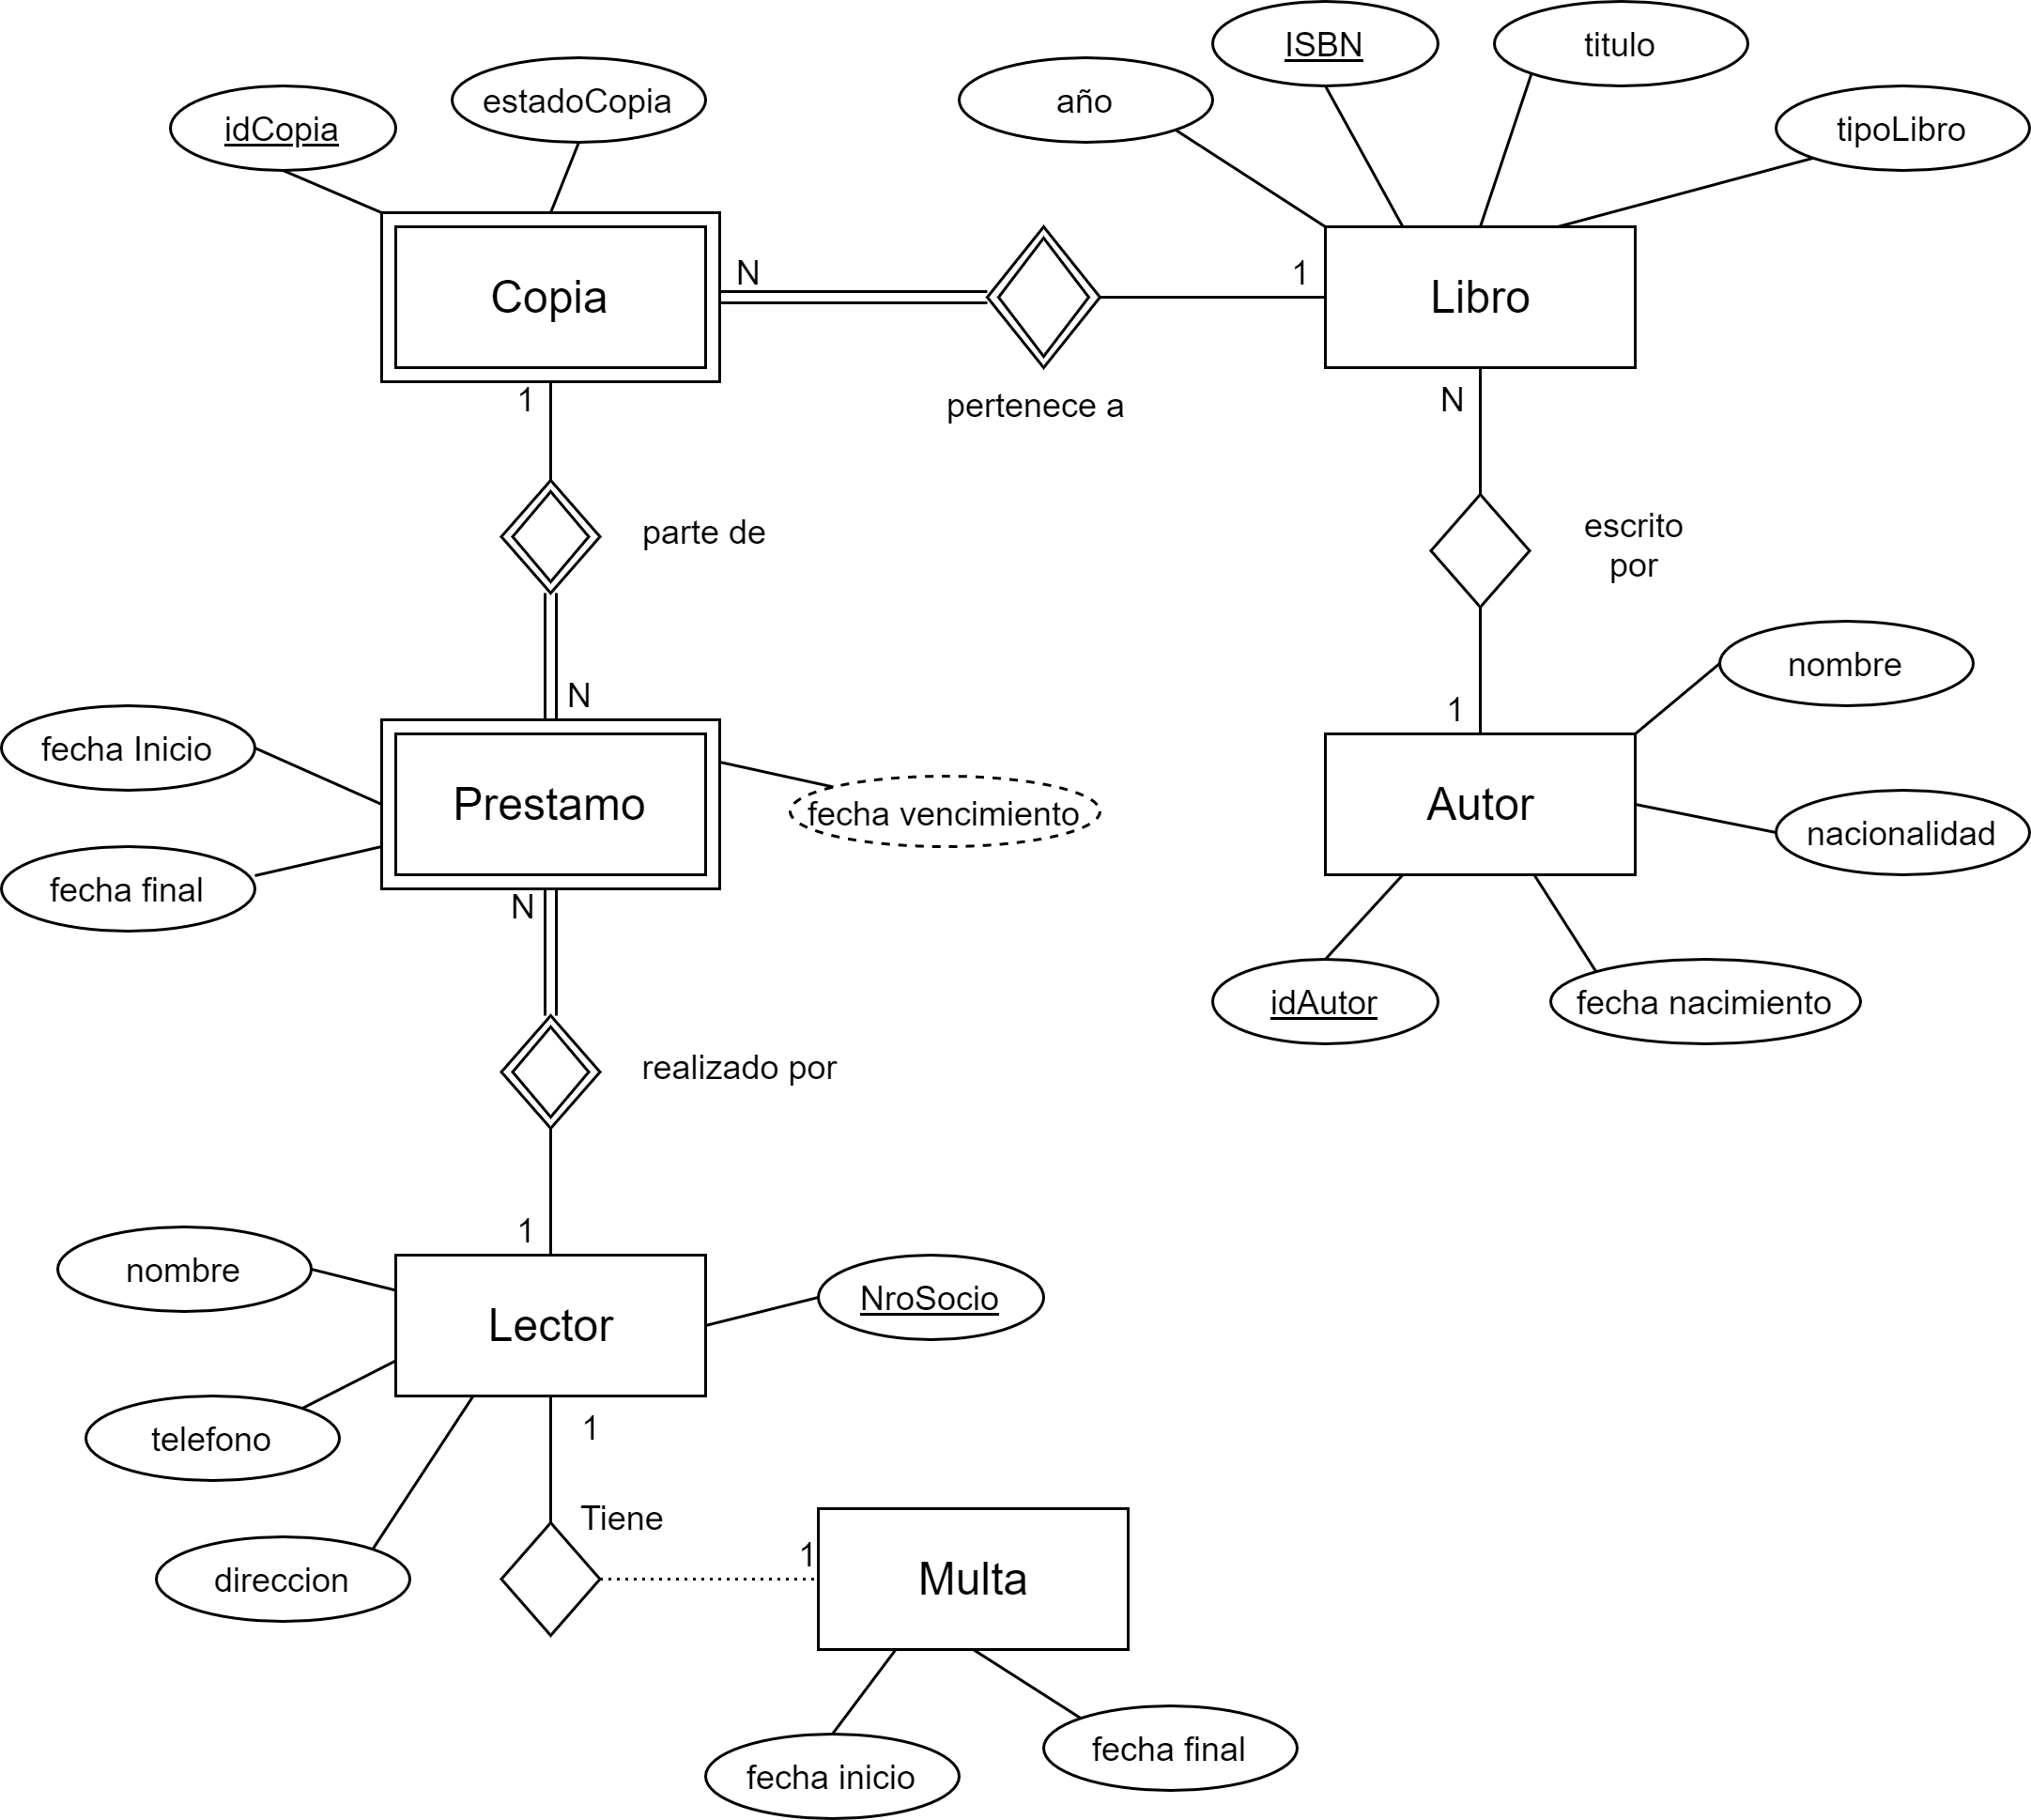 ISBN
titulo
año
estadoCopia
idCopia
tipoLibro
Copia
N
1
Libro
1
pertenece a
N
parte de
escrito
por
N
1
nombre
fecha Inicio
Prestamo
fecha vencimiento
Autor
nacionalidad
fecha final
N
idAutor
fecha nacimiento
realizado por
1
nombre
Lector
NroSocio
telefono
1
Tiene
direccion
1
Multa
fecha inicio
fecha final